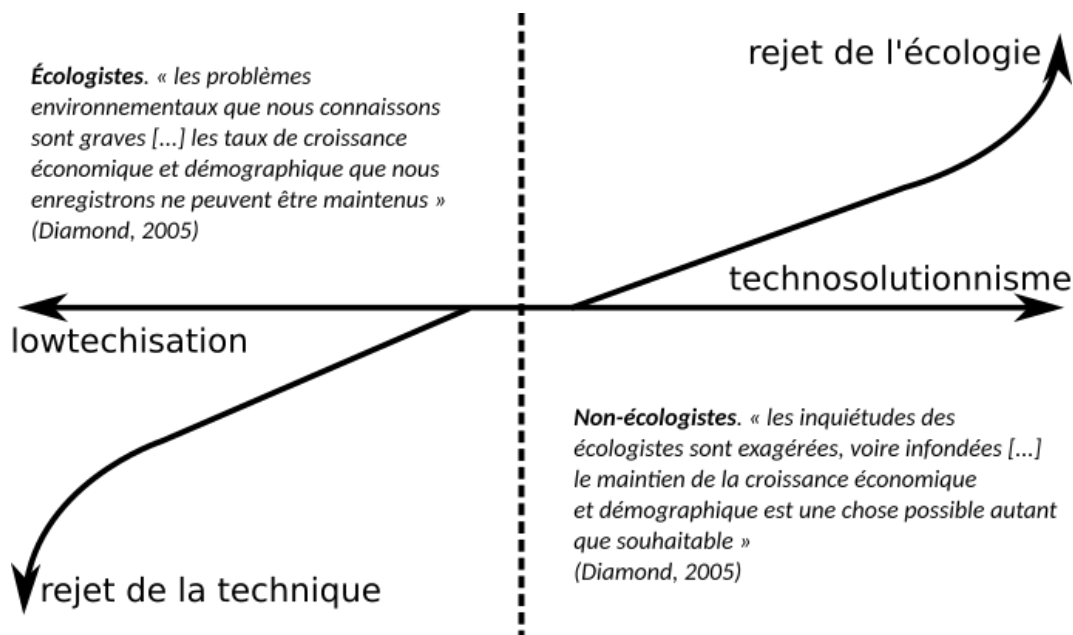 rejet de l'écologie
Écologistes. « les problèmes
environnementaux que nous connaissons
sont graves [...] les taux de croissance
économique et démographique que nous
enregistrons ne peuvent être maintenus »
(Diamond, 2005)
technosolutionnisme
lowtechisation
Non-écologistes. « les inquiétudes des
écologistes sont exagérées, voire infondées [...]
le maintien de la croissance économique
et démographique est une chose possible autant
que souhaitable »
(Diamond, 2005)
rejet de la technique